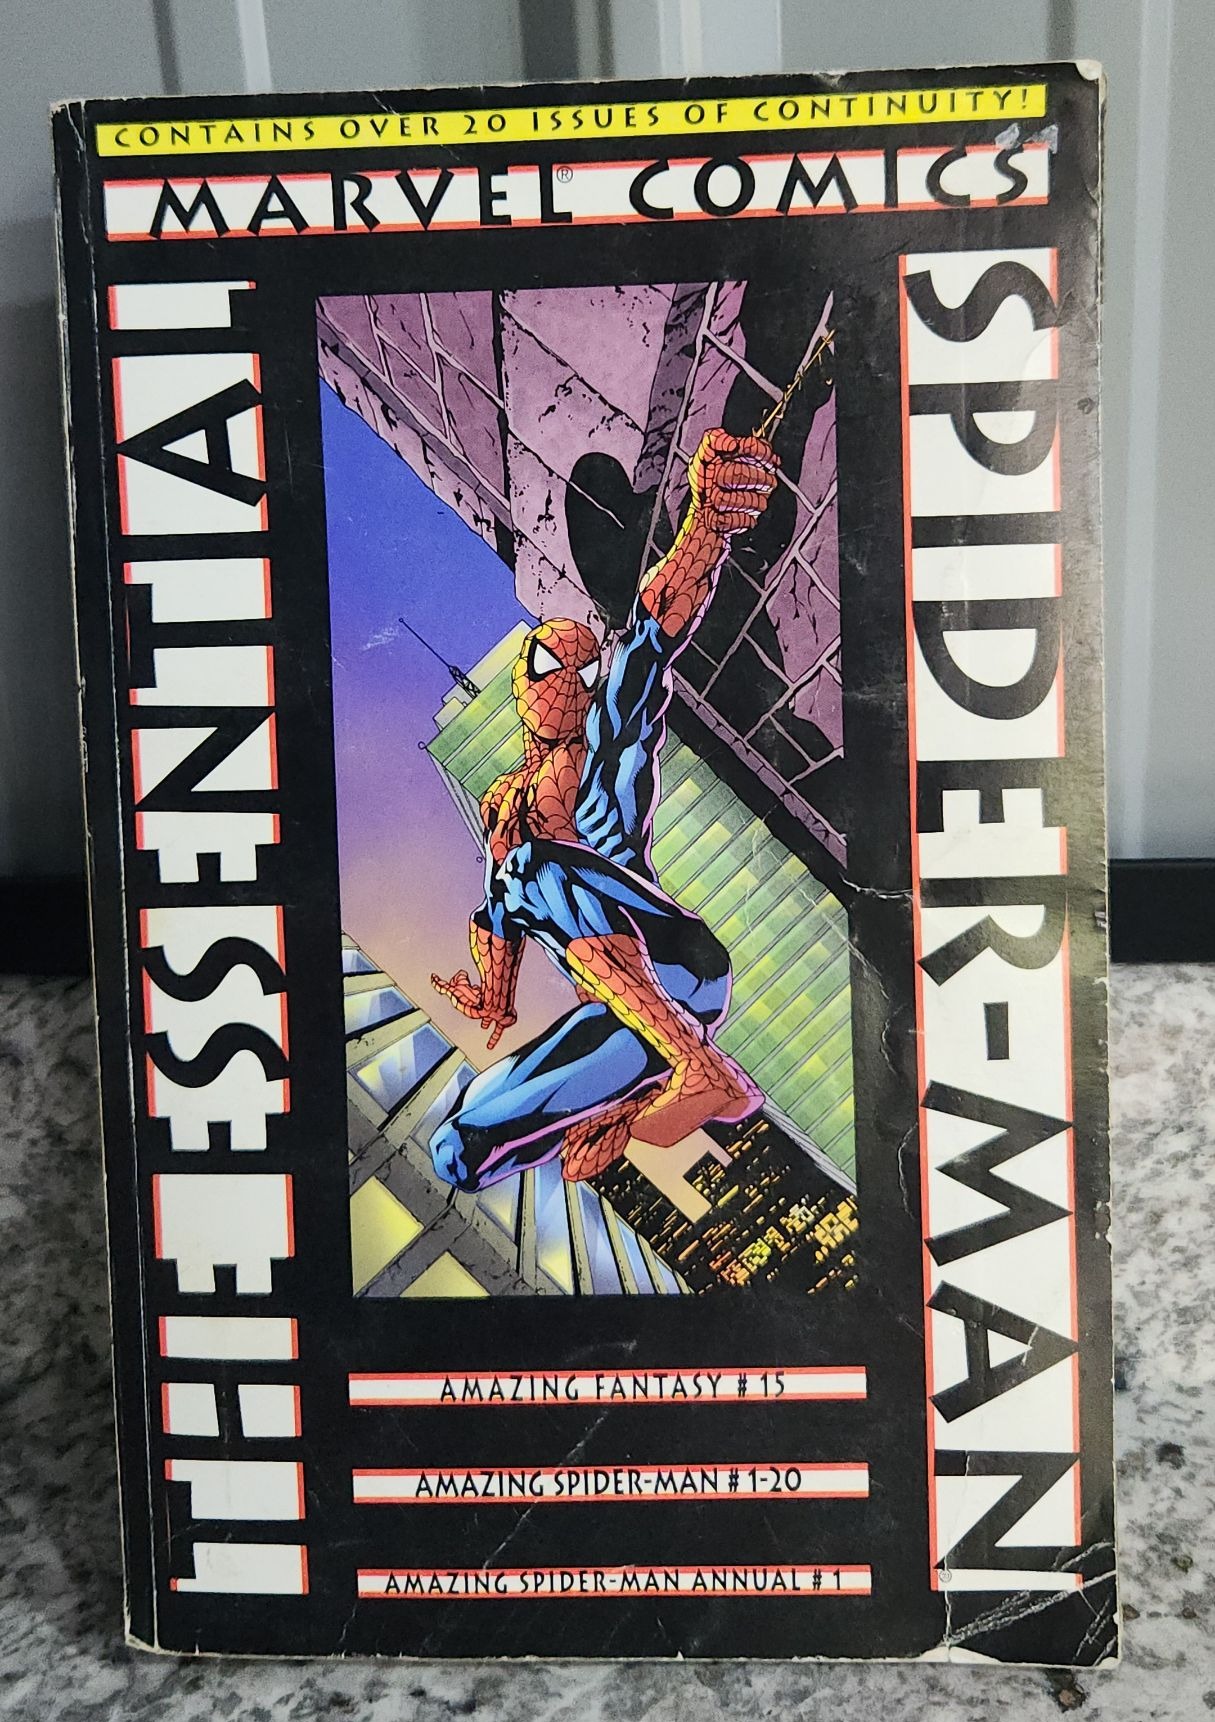 CONTAINS OVER 20 ISSUES OF CONTINUITY!
MARVEL® COMICS
THE ESSENTIAL
SPIDER-MAN
AMAZING FANTASY # 15
AMAZING SPIDER-MAN # 1-20
AMAZING SPIDER-MAN ANNUAL # 1